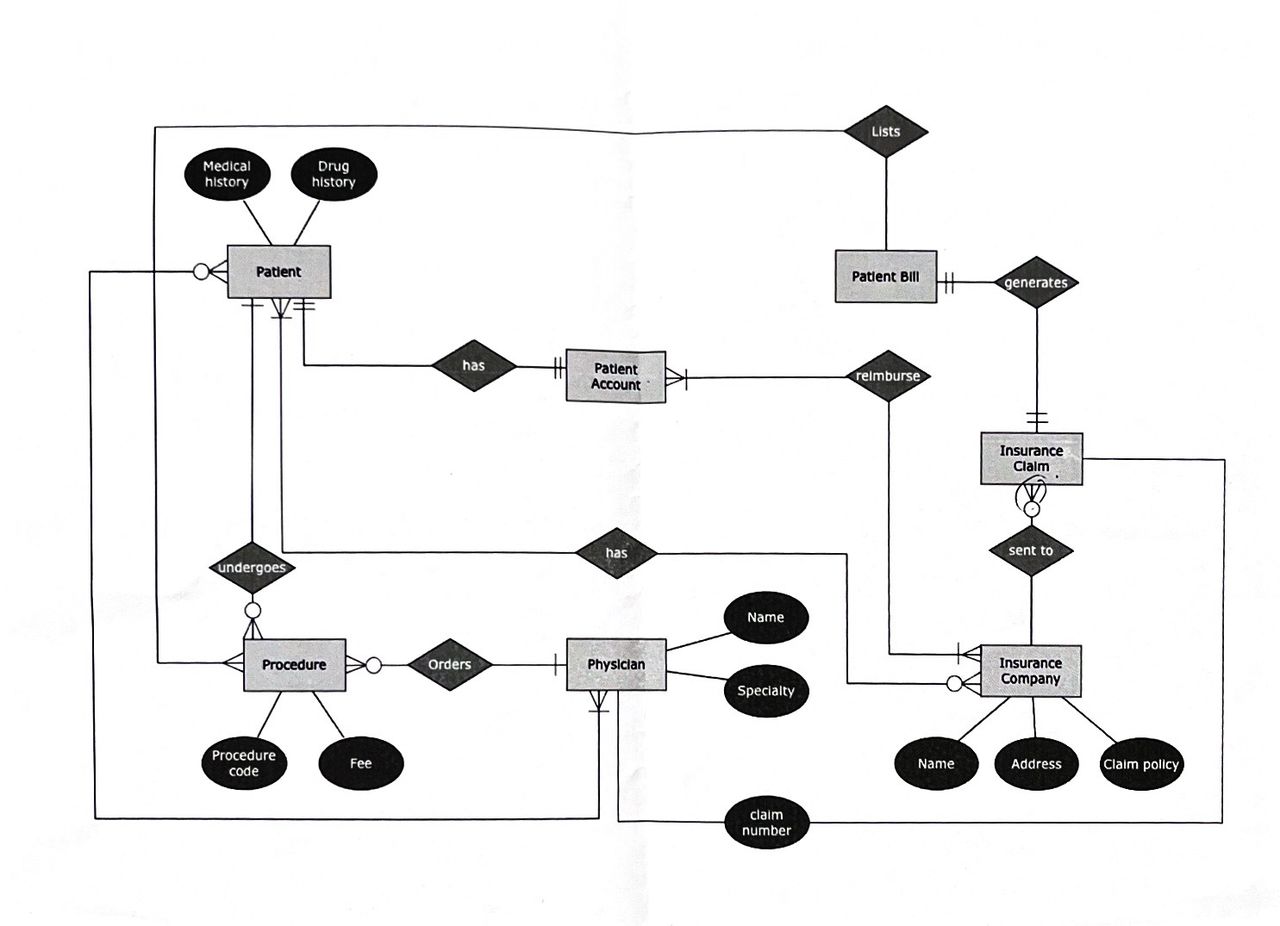 Lists
Medical
history
Drug
history
Patient
Patient Bill
generates
has
Patient
Account
reimburse
Insurance
Claim
sent to
has
undergoes
Name
Procedure
Orders
Physician
Specialty
Insurance
Company
Procedure
code
Fee
Name
Address
Claim policy
claim
number